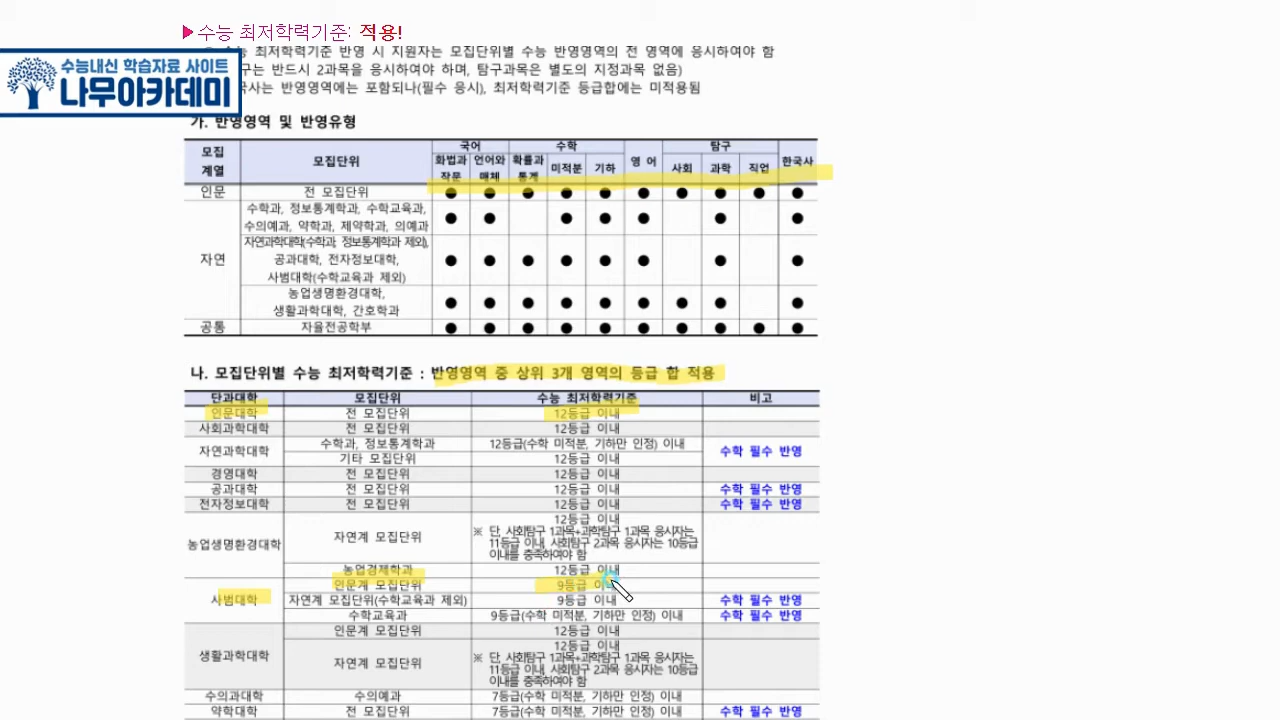 ▶수능 최저학력기준: 적용!
수능 최저학력기준 반영 시 지원자는 모집단위별 수능 반영영역의 전 영역에 응시하여야 함
구는 반드시 2과목을 응시하여야 하며, 탐구과목은 별도의 지정과목 없음)
국사는 반영영역에는 포함되나(필수 응시), 최저학력기준 등급합에는 미적용됨
수능내신 학습자료 사이트
나무아카데미
가. 반영영역 및 반영유형
모집 계열 모집단위 국어 수학 영 어 탐구 한국사
화법과 작문 언어와 매체 확률과 통계 미적분 기하 사회 과학 직업
인문 전 모집단위 ● ● ● ● ● ● ● ● ● ●
자연 수학과, 정보통계학과, 수학교육과,
수의예과, 약학과, 제약학과, 의예과 ● ● ● ● ● ● ●
자연과학대학(수학과, 정보통계학과 제외),
공과대학, 전자정보대학, ● ● ● ● ● ● ● ●
사범대학(수학교육과 제외)
농업생명환경대학,
생활과학대학, 간호학과 ● ● ● ● ● ● ● ● ●
공통 자율전공학부 ● ● ● ● ● ● ● ● ● ●
나. 모집단위별 수능 최저학력기준 : 반영영역 중 상위 3개 영역의 등급 합 적용
단과대학 모집단위 수능 최저학력기준 비고
인문대학 전 모집단위 12등급 이내
사회과학대학 전 모집단위 12등급 이내
자연과학대학 수학과, 정보통계학과 12등급(수학 미적분, 기하만 인정) 이내 수학 필수 반영
기타 모집단위 12등급 이내
경영대학 전 모집단위 12등급 이내
공과대학 전 모집단위 12등급 이내 수학 필수 반영
전자정보대학 전 모집단위 12등급 이내 수학 필수 반영
농업생명환경대학 자연계 모집단위 12등급 이내
※ 단, 사회탐구 1과목+과학탐구 1과목 응시자는
11등급 이내, 사회탐구 2과목 응시자는 10등급
이내를 충족하여야 함
농업경제학과 12등급 이내
사범대학 인문계 모집단위 9등급 이내
자연계 모집단위(수학교육과 제외) 9등급 이내 수학 필수 반영
수학교육과 9등급(수학 미적분, 기하만 인정) 이내 수학 필수 반영
생활과학대학 인문계 모집단위 12등급 이내
자연계 모집단위 12등급 이내
※ 단, 사회탐구 1과목+과학탐구 1과목 응시자는
11등급 이내, 사회탐구 2과목 응시자는 10등급
이내를 충족하여야 함
수의과대학 수의예과 7등급(수학 미적분, 기하만 인정) 이내
약학대학 전 모집단위 7등급(수학 미적분, 기하만 인정) 이내 수학 필수 반영